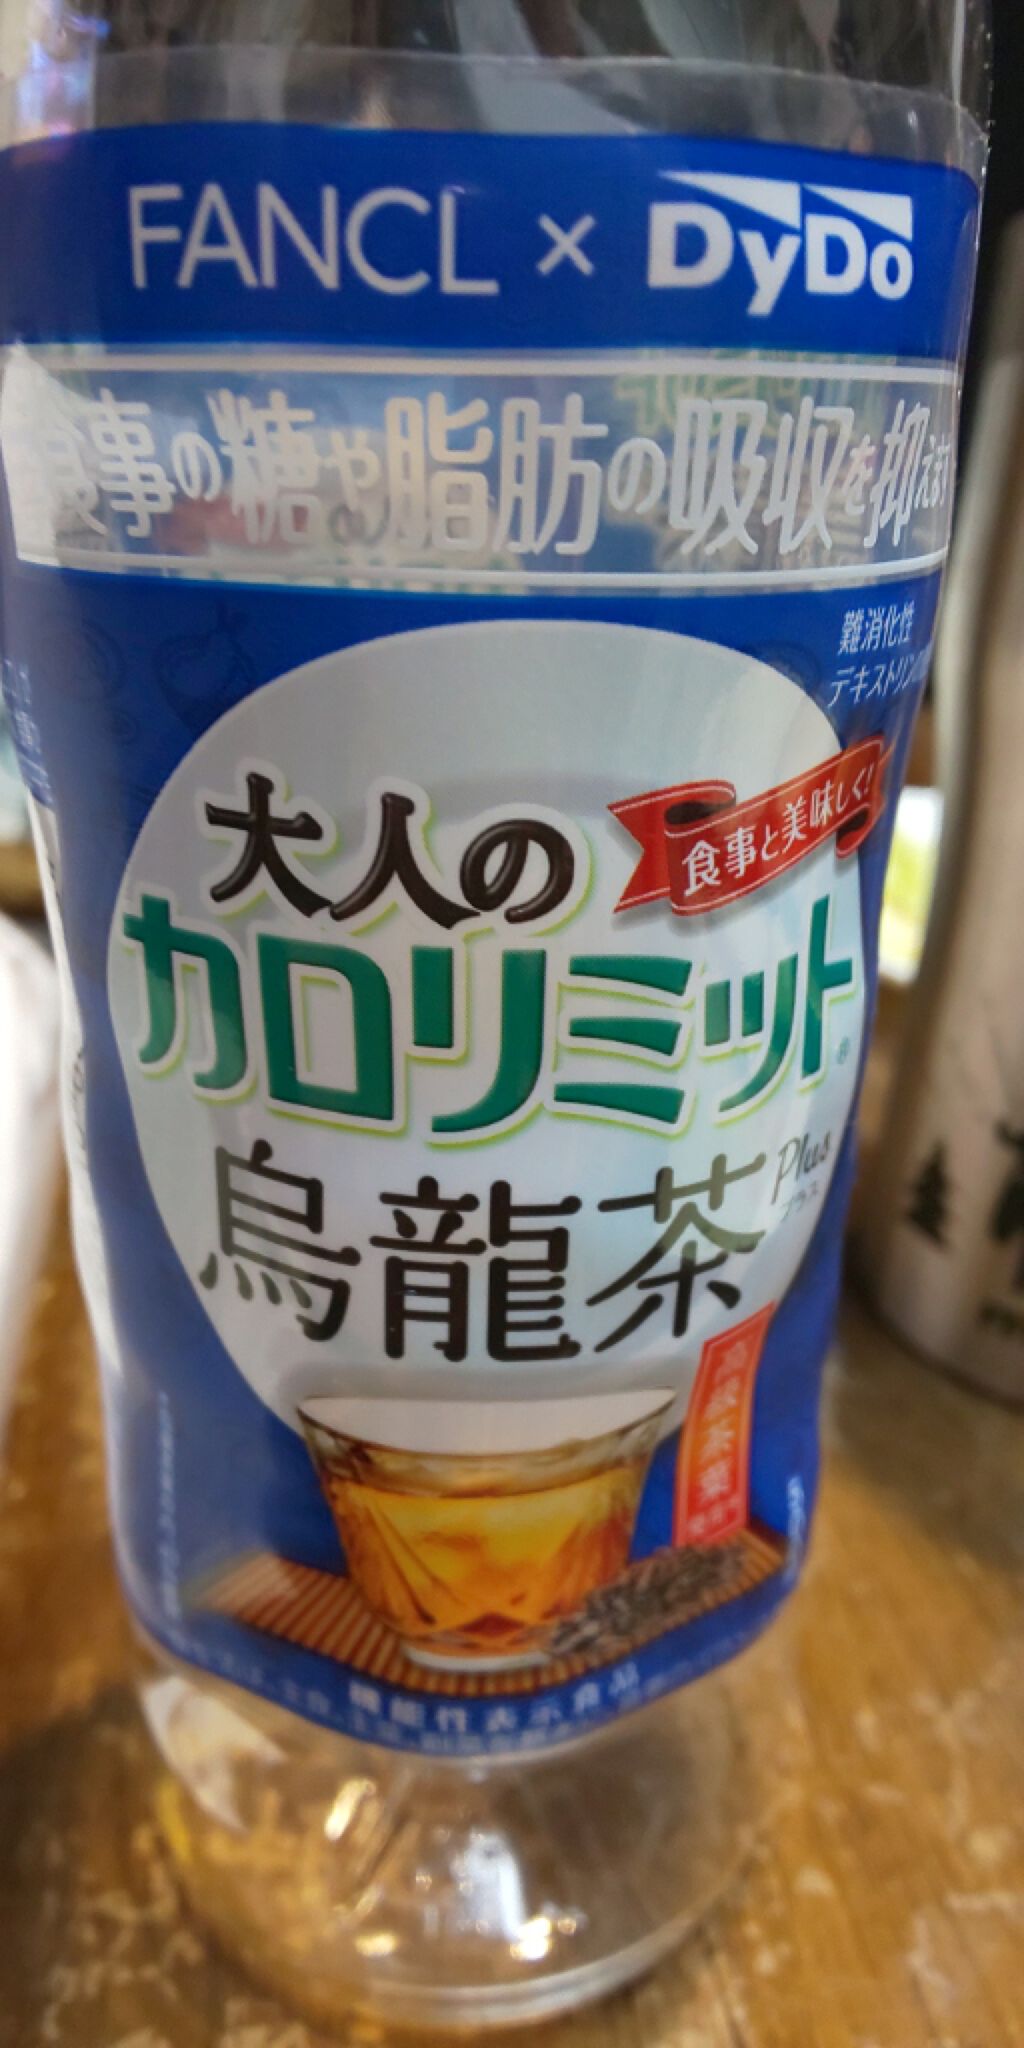 FANCL × DyDo
食事の糖や脂肪の吸収を抑えます
難消化性
デキストリン
食事と美味しく!
大人の
カロリミット®
烏龍茶 Plus
プラス
茶葉
機能性表示食品